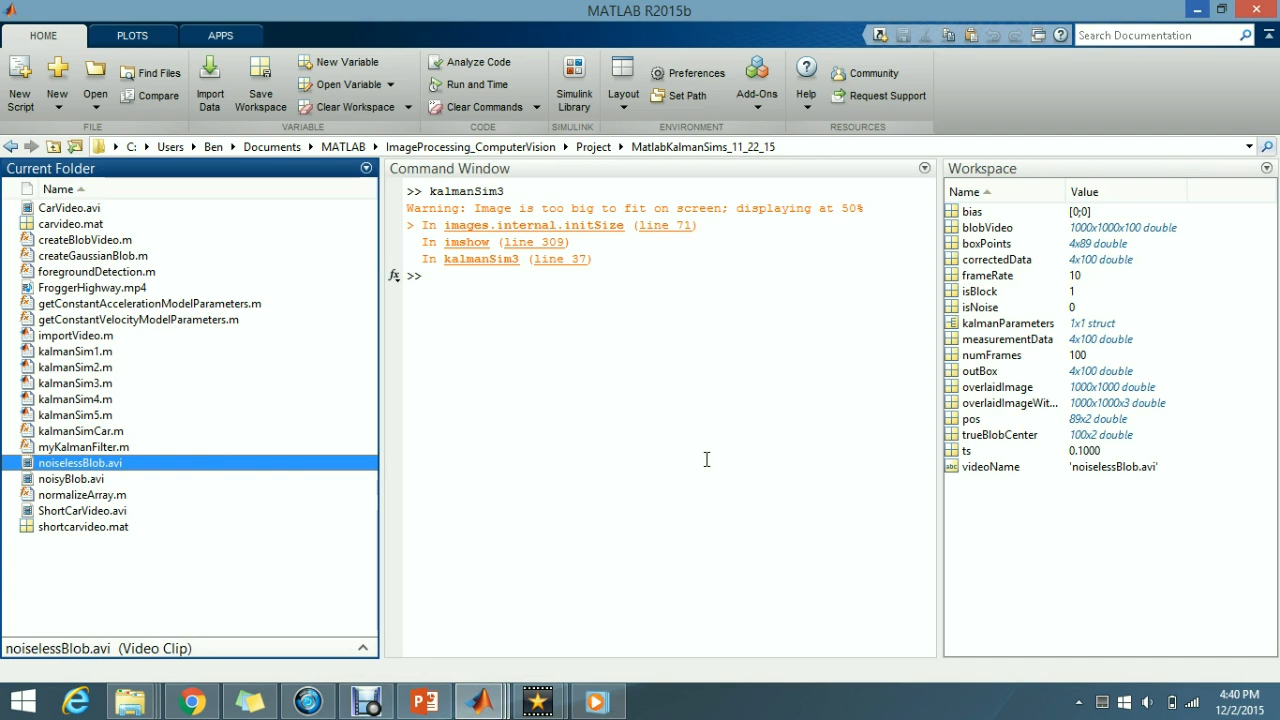 MATLAB R2015b
HOME PLOTS APPS Search Documentation
New Script
New
Open
Find Files
Compare
FILE
Import Data
Save Workspace
New Variable
Open Variable
Clear Workspace
VARIABLE
Analyze Code
Run and Time
Clear Commands
CODE
Simulink Library
SIMULINK
Layout
Preferences
Set Path
Add-Ons
ENVIRONMENT
Help
Community
Request Support
RESOURCES
C: Users Ben Documents MATLAB ImageProcessing_ComputerVision Project MatlabKalmanSims_11_22_15
Current Folder
Name
CarVideo.avi
carvideo.mat
createBlobVideo.m
createGaussianBlob.m
foregroundDetection.m
FroggerHighway.mp4
getConstantAccelerationModelParameters.m
getConstantVelocityModelParameters.m
importVideo.m
kalmanSim1.m
kalmanSim2.m
kalmanSim3.m
kalmanSim4.m
kalmanSim5.m
kalmanSimCar.m
myKalmanFilter.m
noiselessBlob.avi
noisyBlob.avi
normalizeArray.m
ShortCarVideo.avi
shortcarvideo.mat
noiselessBlob.avi (Video Clip)
Command Window
>> kalmanSim3
Warning: Image is too big to fit on screen; displaying at 50%
> In images.internal.initSize (line 71)
In imshow (line 309)
In kalmanSim3 (line 37)
fx >>
Workspace
Name Value
bias [0;0]
blobVideo 1000x1000x100 double
boxPoints 4x89 double
correctedData 4x100 double
frameRate 10
isBlock 1
isNoise 0
kalmanParameters 1x1 struct
measurementData 4x100 double
numFrames 100
outBox 4x100 double
overlaidImage 1000x1000 double
overlaidImageWit... 1000x1000x3 double
pos 89x2 double
trueBlobCenter 100x2 double
ts 0.1000
videoName 'noiselessBlob.avi'
4:40 PM
12/2/2015